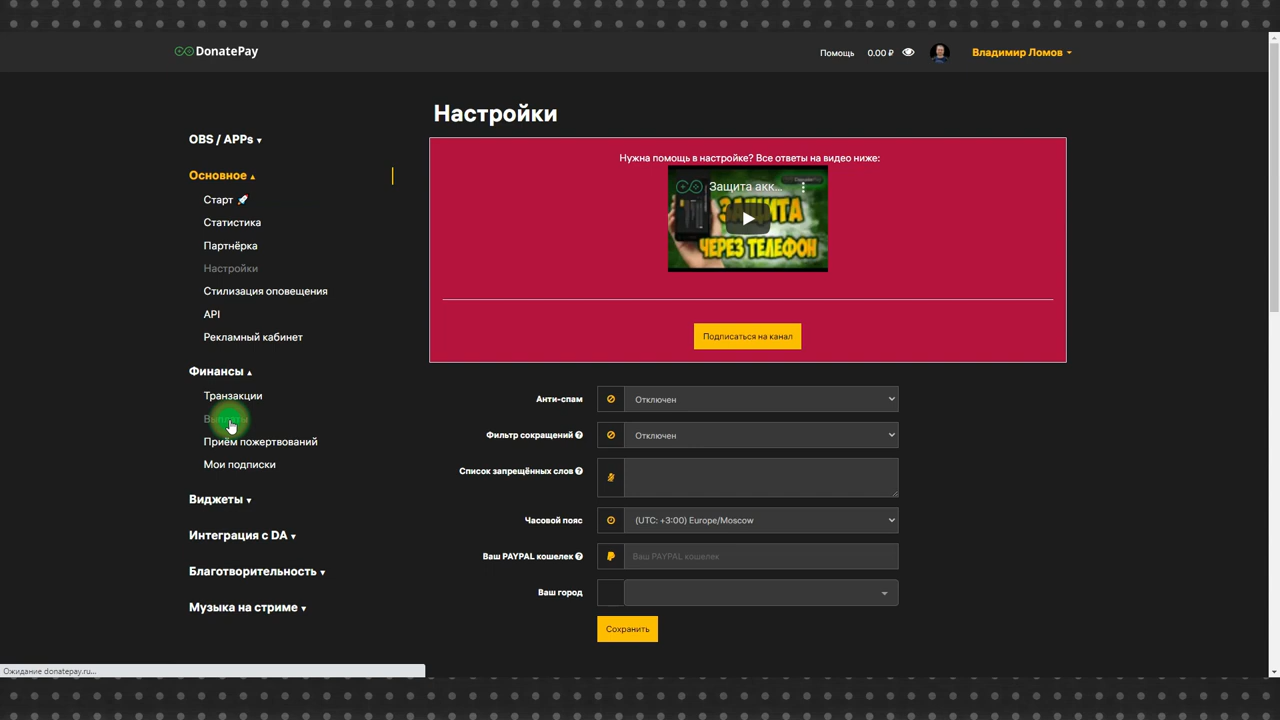 DonatePay
Помощь
0.00 ₽
Владимир Ломов
OBS / APPs
Основное
Старт
Статистика
Партнёрка
Настройки
Стилизация оповещения
API
Рекламный кабинет
Финансы
Транзакции
Выплаты
Приём пожертвований
Мои подписки
Виджеты
Интеграция с DA
Благотворительность
Музыка на стриме
Настройки
Нужна помощь в настройке? Все ответы на видео ниже:
Защита акк...
ЗАЩИТА
ЧЕРЕЗ ТЕЛЕФОН
Подписаться на канал
Анти-спам
Отключен
Фильтр сокращений
Отключен
Список запрещённых слов
Часовой пояс
(UTC: +3:00) Europe/Moscow
Ваш PAYPAL кошелек
Ваш PAYPAL кошелек
Ваш город
Сохранить
Ожидание donatepay.ru...